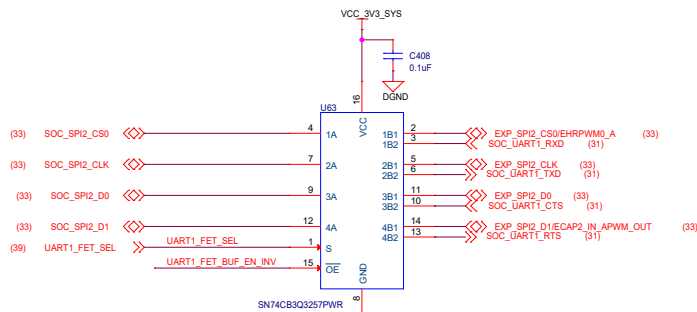 VCC_3V3_SYS
C408
0.1uF
DGND
U63
16
VCC
(33) SOC_SPI2_CS0 4 1A 1B1 2 EXP_SPI2_CS0/EHRPWM0_A (33)
1B2 3 SOC_UART1_RXD (31)
(33) SOC_SPI2_CLK 7 2A 2B1 5 EXP_SPI2_CLK (33)
2B2 6 SOC_UART1_TXD (31)
(33) SOC_SPI2_D0 9 3A 3B1 11 EXP_SPI2_D0 (33)
3B2 10 SOC_UART1_CTS (31)
(33) SOC_SPI2_D1 12 4A 4B1 14 EXP_SPI2_D1/ECAP2_IN_APWM_OUT (33)
4B2 13 SOC_UART1_RTS (31)
(39) UART1_FET_SEL UART1_FET_SEL 1 S
UART1_FET_BUF_EN_INV 15 OE
GND
8
SN74CB3Q3257PWR